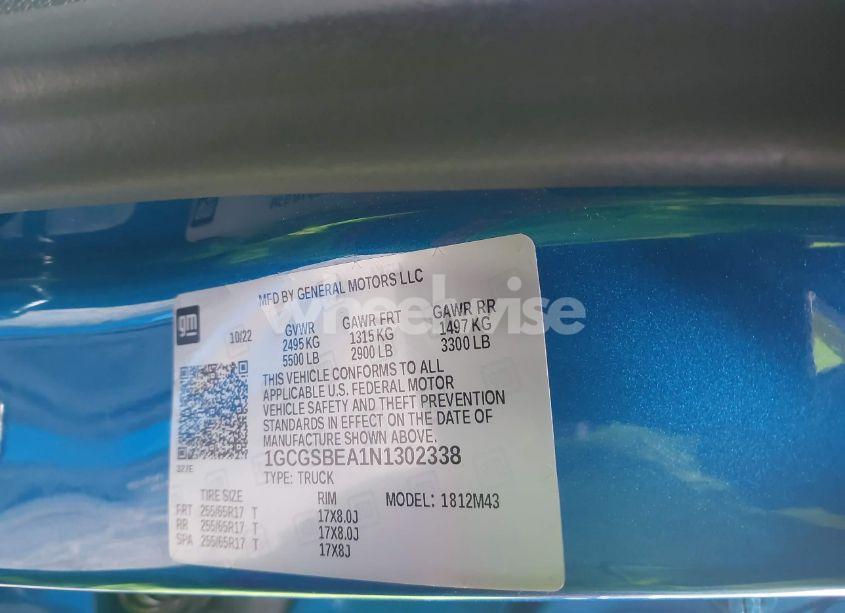 MFD BY GENERAL MOTORS LLC
gm
10/22
GVWR GAWR FRT GAWR RR
2495 KG 1315 KG 1497 KG
5500 LB 2900 LB 3300 LB
THIS VEHICLE CONFORMS TO ALL
APPLICABLE U.S. FEDERAL MOTOR
VEHICLE SAFETY AND THEFT PREVENTION
STANDARDS IN EFFECT ON THE DATE OF
MANUFACTURE SHOWN ABOVE.
1GCGSBEA1N1302338
TYPE: TRUCK
TIRE SIZE RIM MODEL: 1812M43
FRT 255/65R17 T 17X8.0J
RR 255/65R17 T 17X8.0J
SPA 255/65R17 T 17X8J
wheelwise